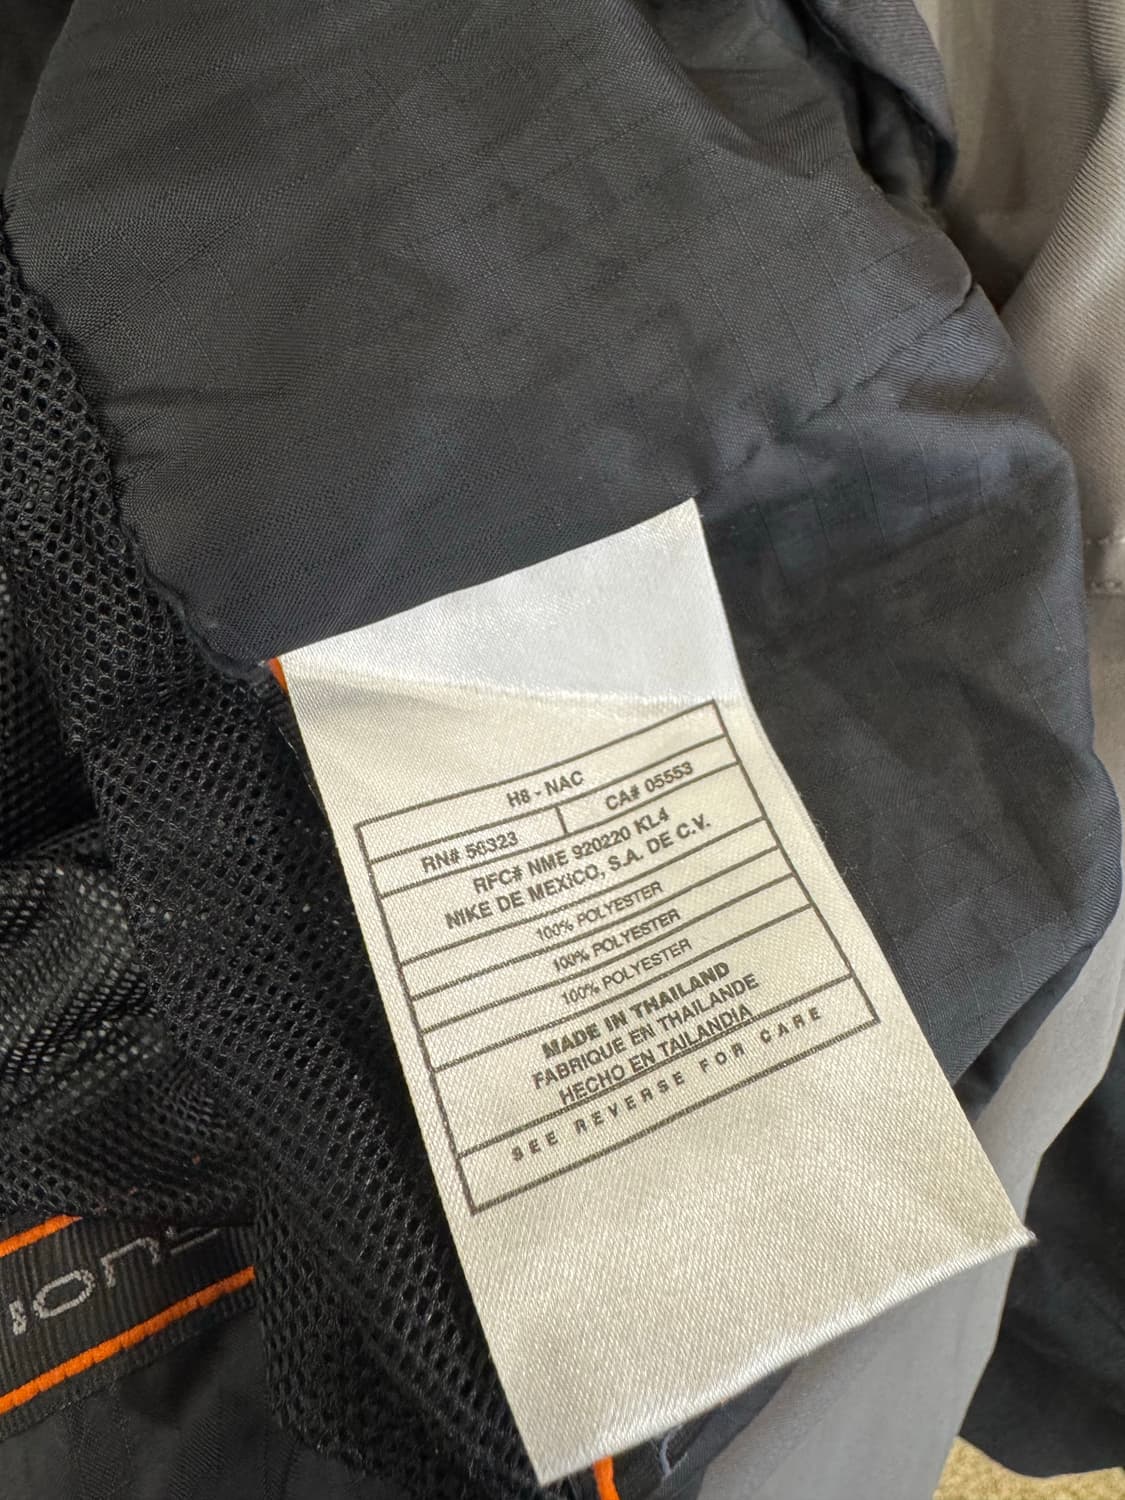 H8 - NAC
RN# 56323 CA# 05553
RFC# NME 920220 KL4
NIKE DE MEXICO, S.A. DE C.V.
100% POLYESTER
100% POLYESTER
100% POLYESTER
MADE IN THAILAND
FABRIQUE EN THAILANDE
HECHO EN TAILANDIA
SEE REVERSE FOR CARE